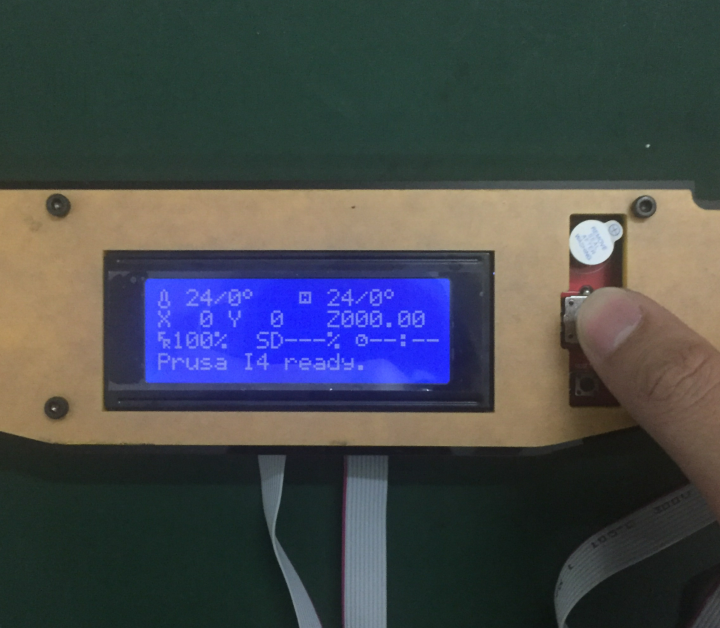 24/0° 24/0°
X 0 Y 0 Z000.00
100% SD---% --:--
Prusa I4 ready.